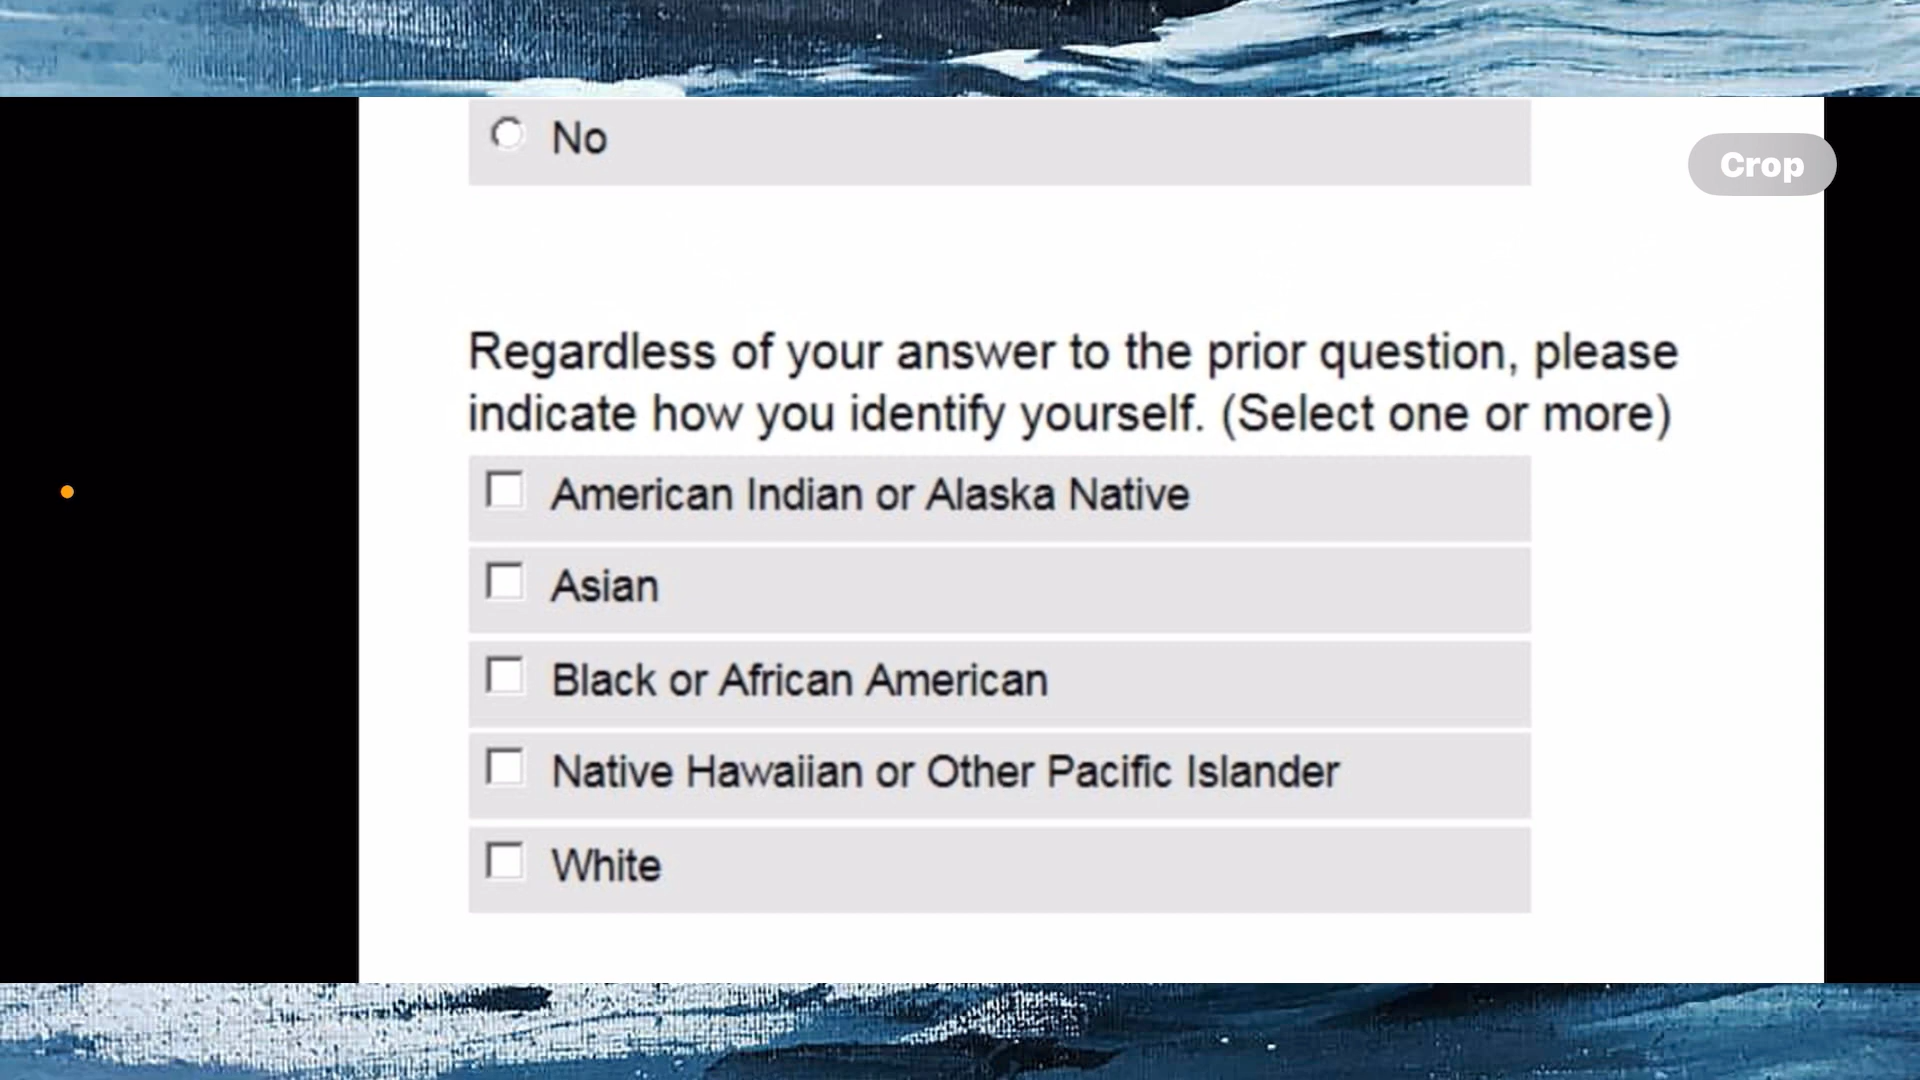 No
Crop
Regardless of your answer to the prior question, please
indicate how you identify yourself. (Select one or more)
American Indian or Alaska Native
Asian
Black or African American
Native Hawaiian or Other Pacific Islander
White